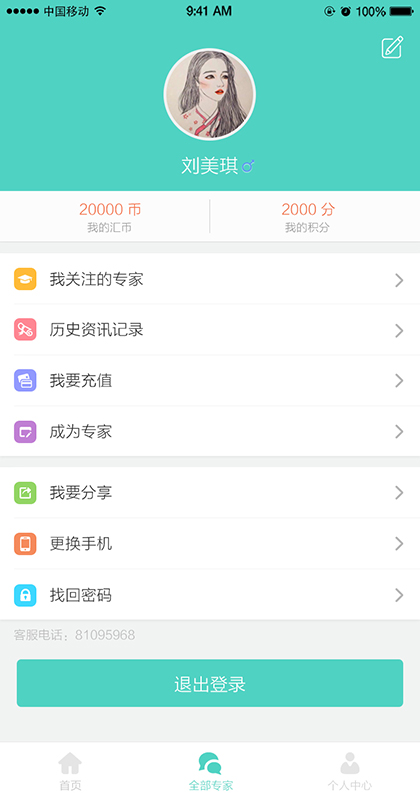 中国移动 9:41 AM 100%
刘美琪
20000 币 2000 分
我的汇币 我的积分
我关注的专家
历史资讯记录
我要充值
成为专家
我要分享
更换手机
找回密码
客服电话：81095968
退出登录
首页 全部专家 个人中心